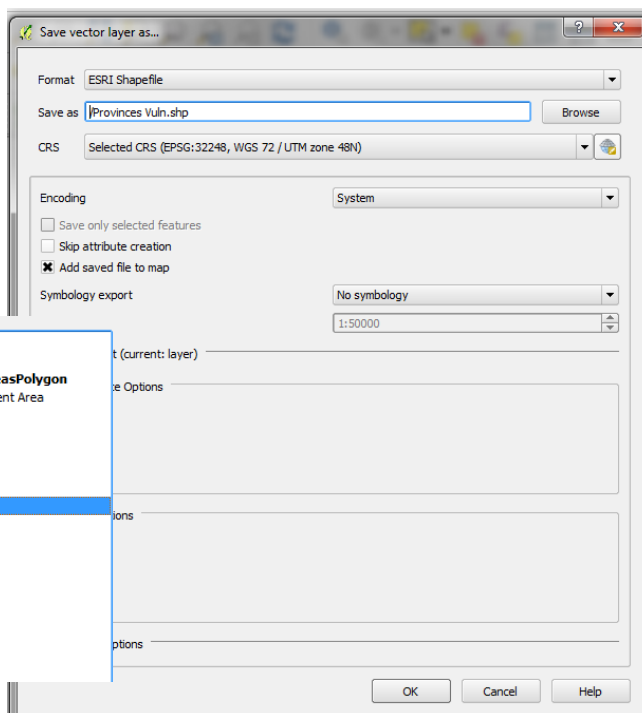 Save vector layer as...
Format ESRI Shapefile
Save as /Provinces Vuln.shp Browse
CRS Selected CRS (EPSG:32248, WGS 72 / UTM zone 48N)
Encoding System
Save only selected features
Skip attribute creation
Add saved file to map
Symbology export No symbology
1:50000
t (current: layer)
asPolygon
e Options
ent Area
ions
ptions
OK Cancel Help